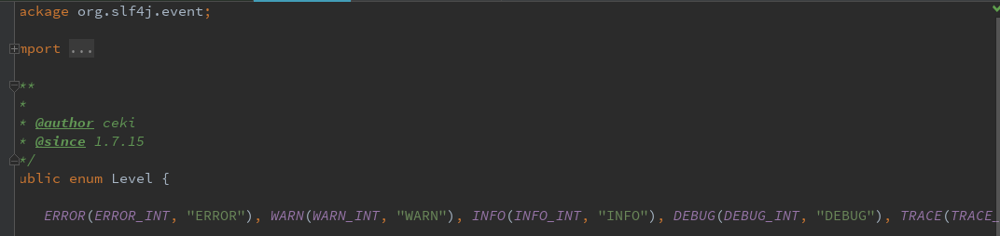 ackage org.slf4j.event;
mport ...
**
*
* @author ceki
* @since 1.7.15
*/
ublic enum Level {
ERROR(ERROR_INT, "ERROR"), WARN(WARN_INT, "WARN"), INFO(INFO_INT, "INFO"), DEBUG(DEBUG_INT, "DEBUG"), TRACE(TRACE_